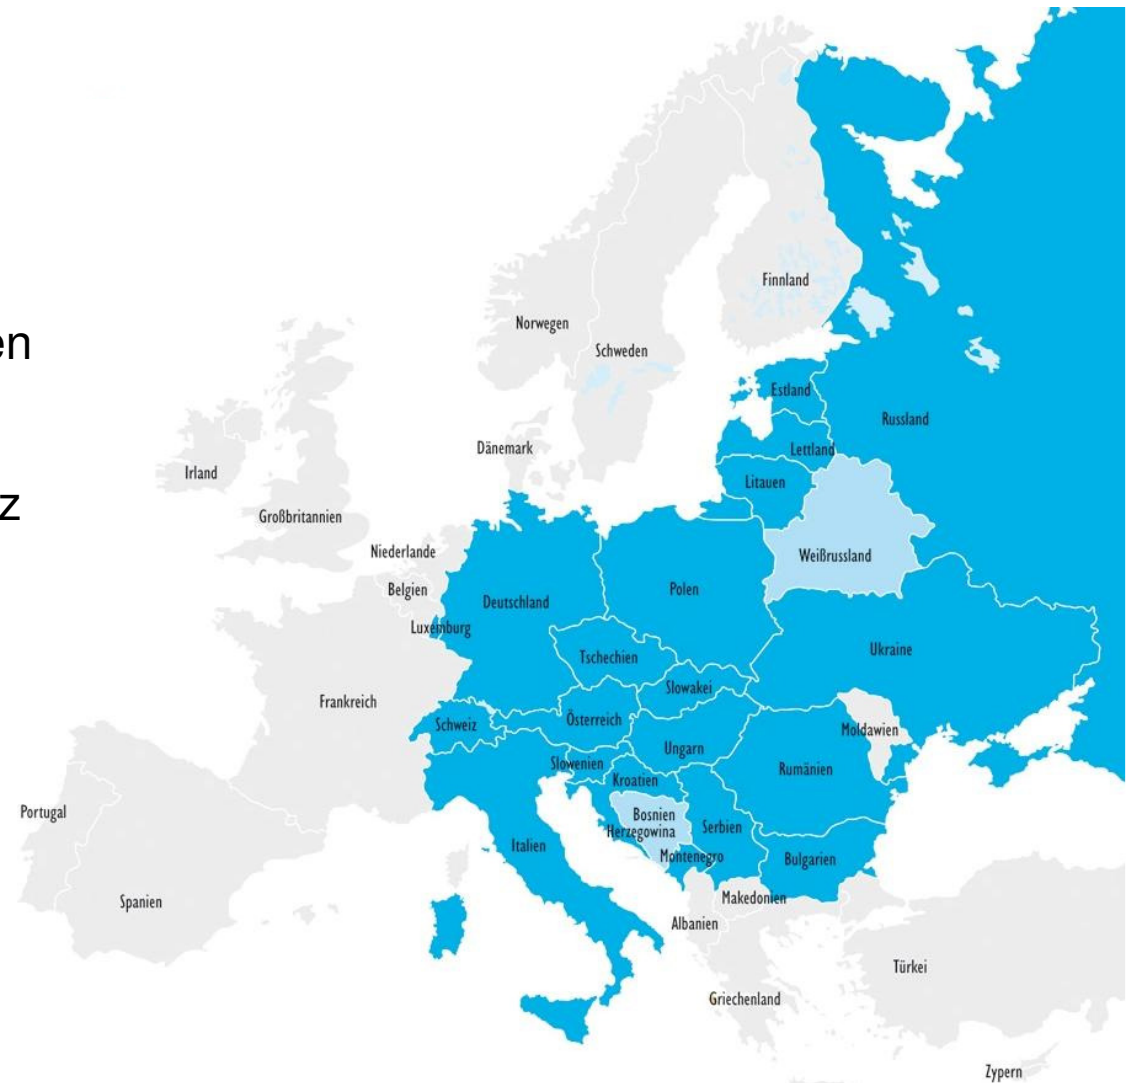 en
z
Finnland
Norwegen
Schweden
Estland
Russland
Dänemark
Lettland
Irland
Litauen
Großbritannien
Niederlande
Weißrussland
Belgien
Polen
Deutschland
Luxemburg
Ukraine
Tschechien
Slowakei
Frankreich
Österreich
Schweiz
Moldawien
Ungarn
Slowenien
Rumänien
Kroatien
Portugal
Bosnien
Herzegowina
Serbien
Italien
Montenegro
Bulgarien
Makedonien
Spanien
Albanien
Türkei
Griechenland
Zypern